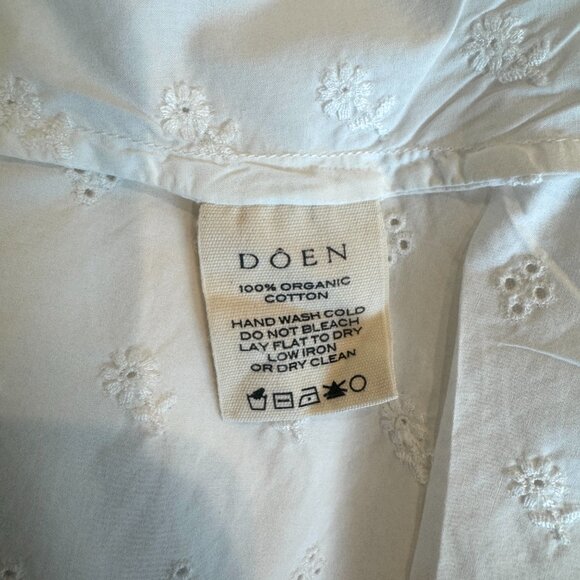 DÔEN
100% ORGANIC
COTTON
HAND WASH COLD
DO NOT BLEACH
LAY FLAT TO DRY
LOW IRON
OR DRY CLEAN